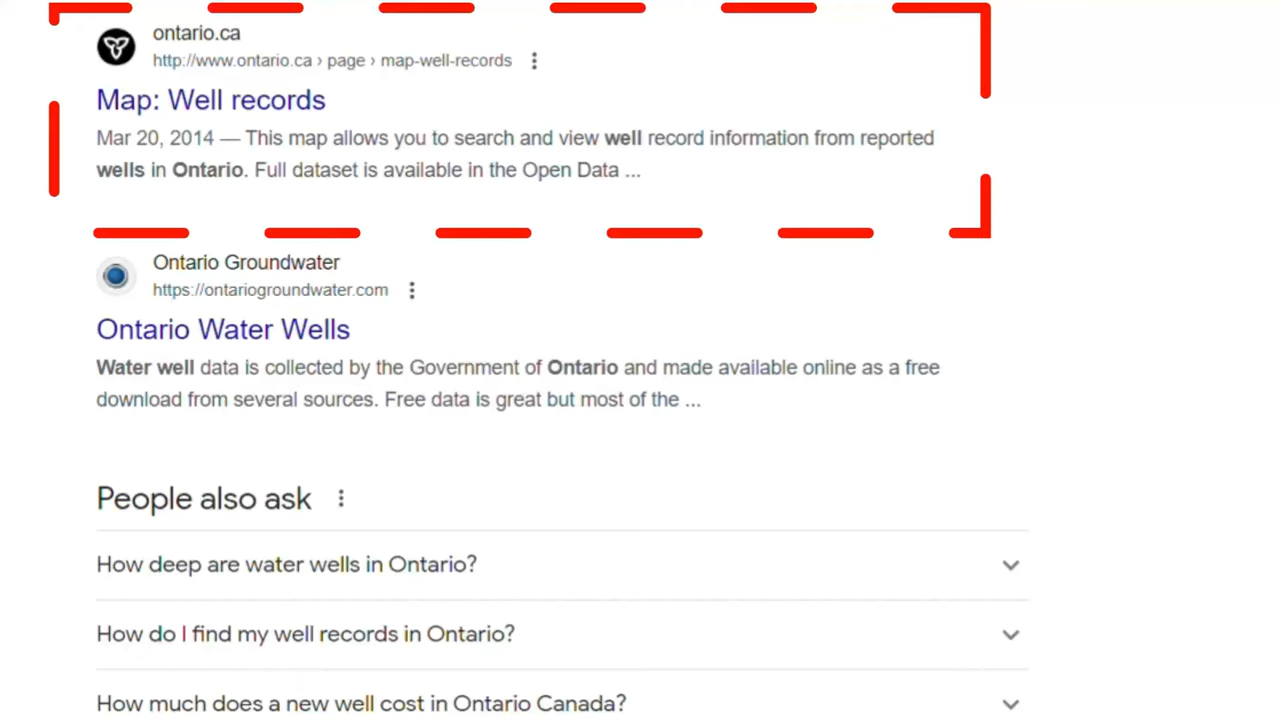 ontario.ca
http://www.ontario.ca › page › map-well-records
Map: Well records
Mar 20, 2014 — This map allows you to search and view well record information from reported
wells in Ontario. Full dataset is available in the Open Data ...
Ontario Groundwater
https://ontariogroundwater.com
Ontario Water Wells
Water well data is collected by the Government of Ontario and made available online as a free
download from several sources. Free data is great but most of the ...
People also ask
How deep are water wells in Ontario?
How do I find my well records in Ontario?
How much does a new well cost in Ontario Canada?